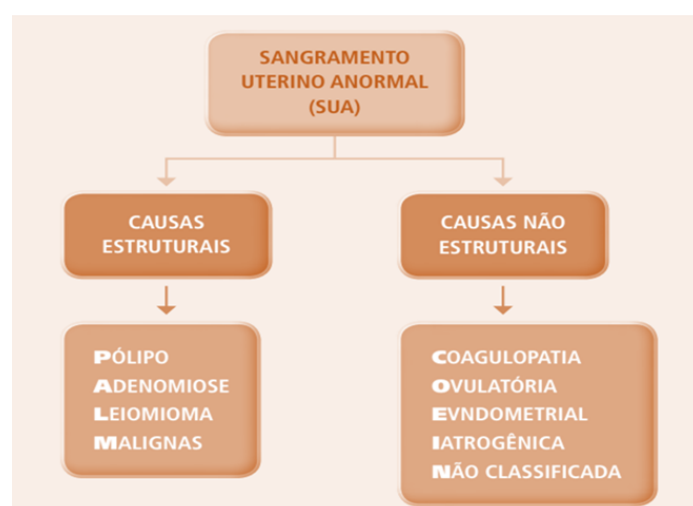 SANGRAMENTO
UTERINO ANORMAL
(SUA)
CAUSAS
ESTRUTURAIS
CAUSAS NÃO
ESTRUTURAIS
PÓLIPO
ADENOMIOSE
LEIOMIOMA
MALIGNAS
COAGULOPATIA
OVULATÓRIA
EVNDOMETRIAL
IATROGÊNICA
NÃO CLASSIFICADA